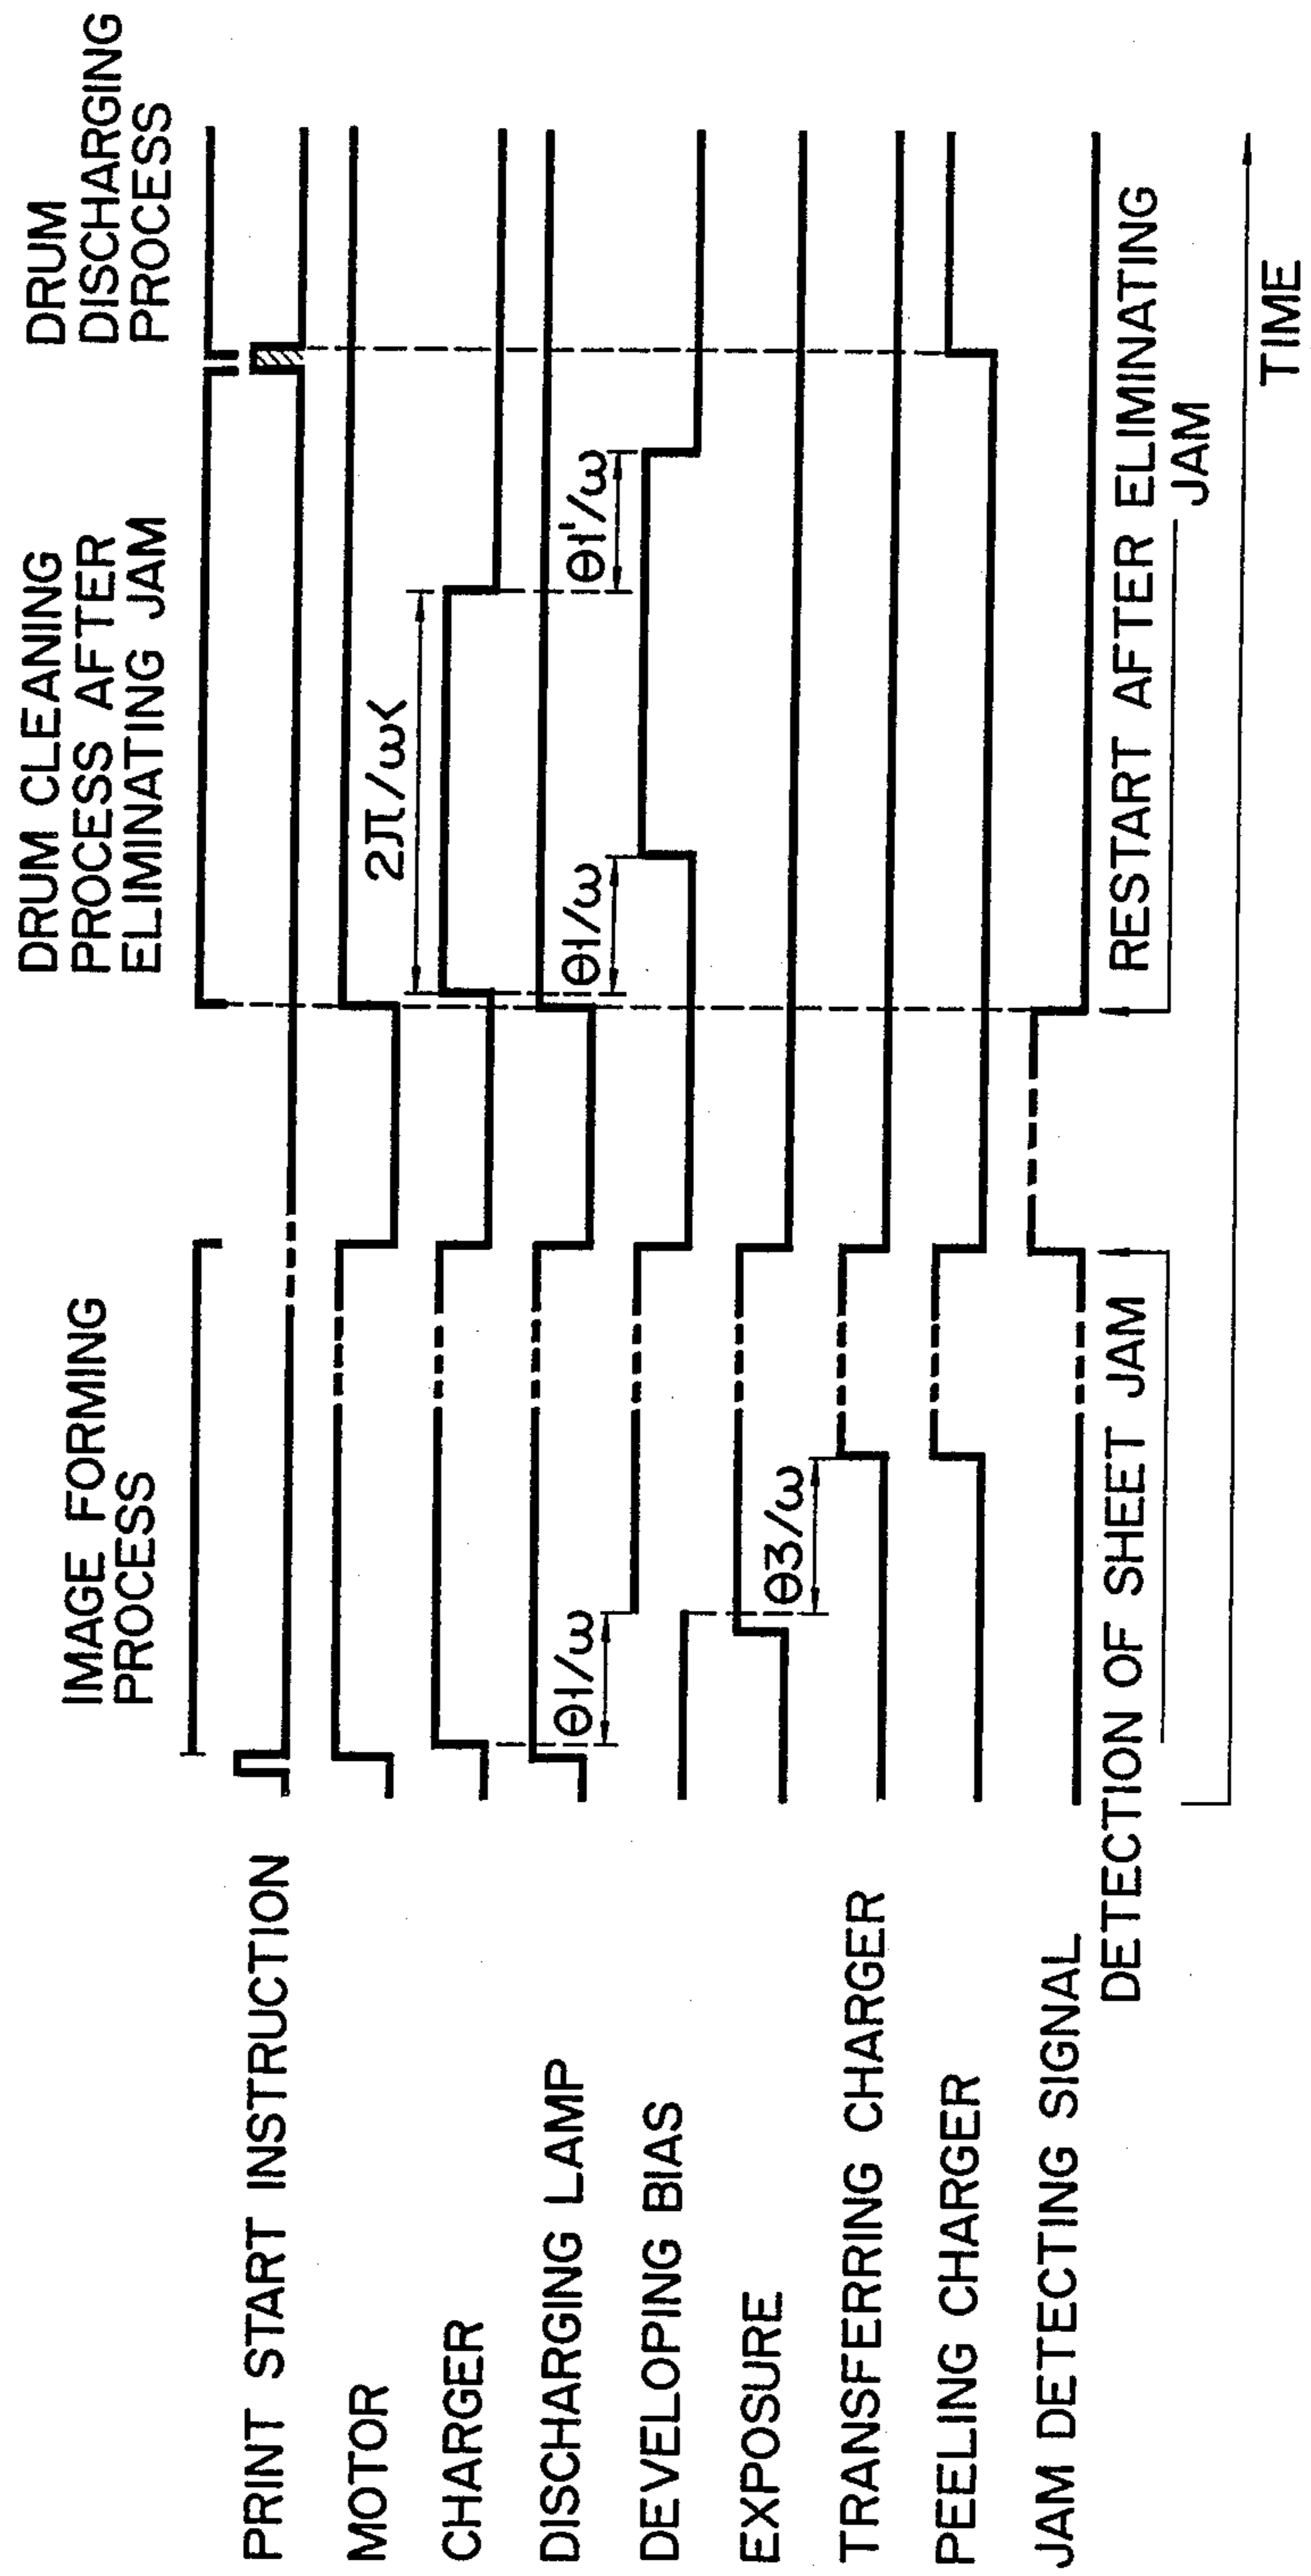 IMAGE FORMING
PROCESS
DRUM CLEANING
PROCESS AFTER
ELIMINATING JAM
DRUM
DISCHARGING
PROCESS
PRINT START INSTRUCTION
MOTOR
CHARGER
2π/ω<
DISCHARGING LAMP
θ1/ω
θ1/ω
θ1'/ω
DEVELOPING BIAS
EXPOSURE
θ3/ω
TRANSFERRING CHARGER
PEELING CHARGER
JAM DETECTING SIGNAL
DETECTION OF SHEET JAM
RESTART AFTER ELIMINATING
JAM
TIME